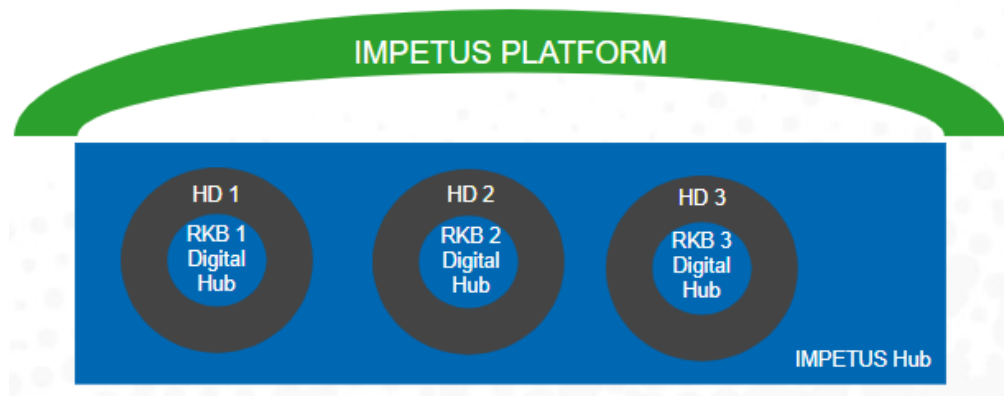 IMPETUS PLATFORM
HD 1
RKB 1
Digital
Hub
HD 2
RKB 2
Digital
Hub
HD 3
RKB 3
Digital
Hub
IMPETUS Hub